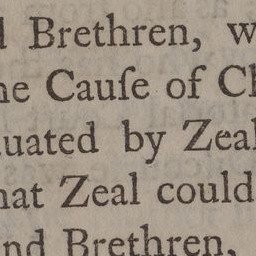 l Brethren, w
he Cauſe of Ch
uated by Zeal
hat Zeal could
nd Brethren,